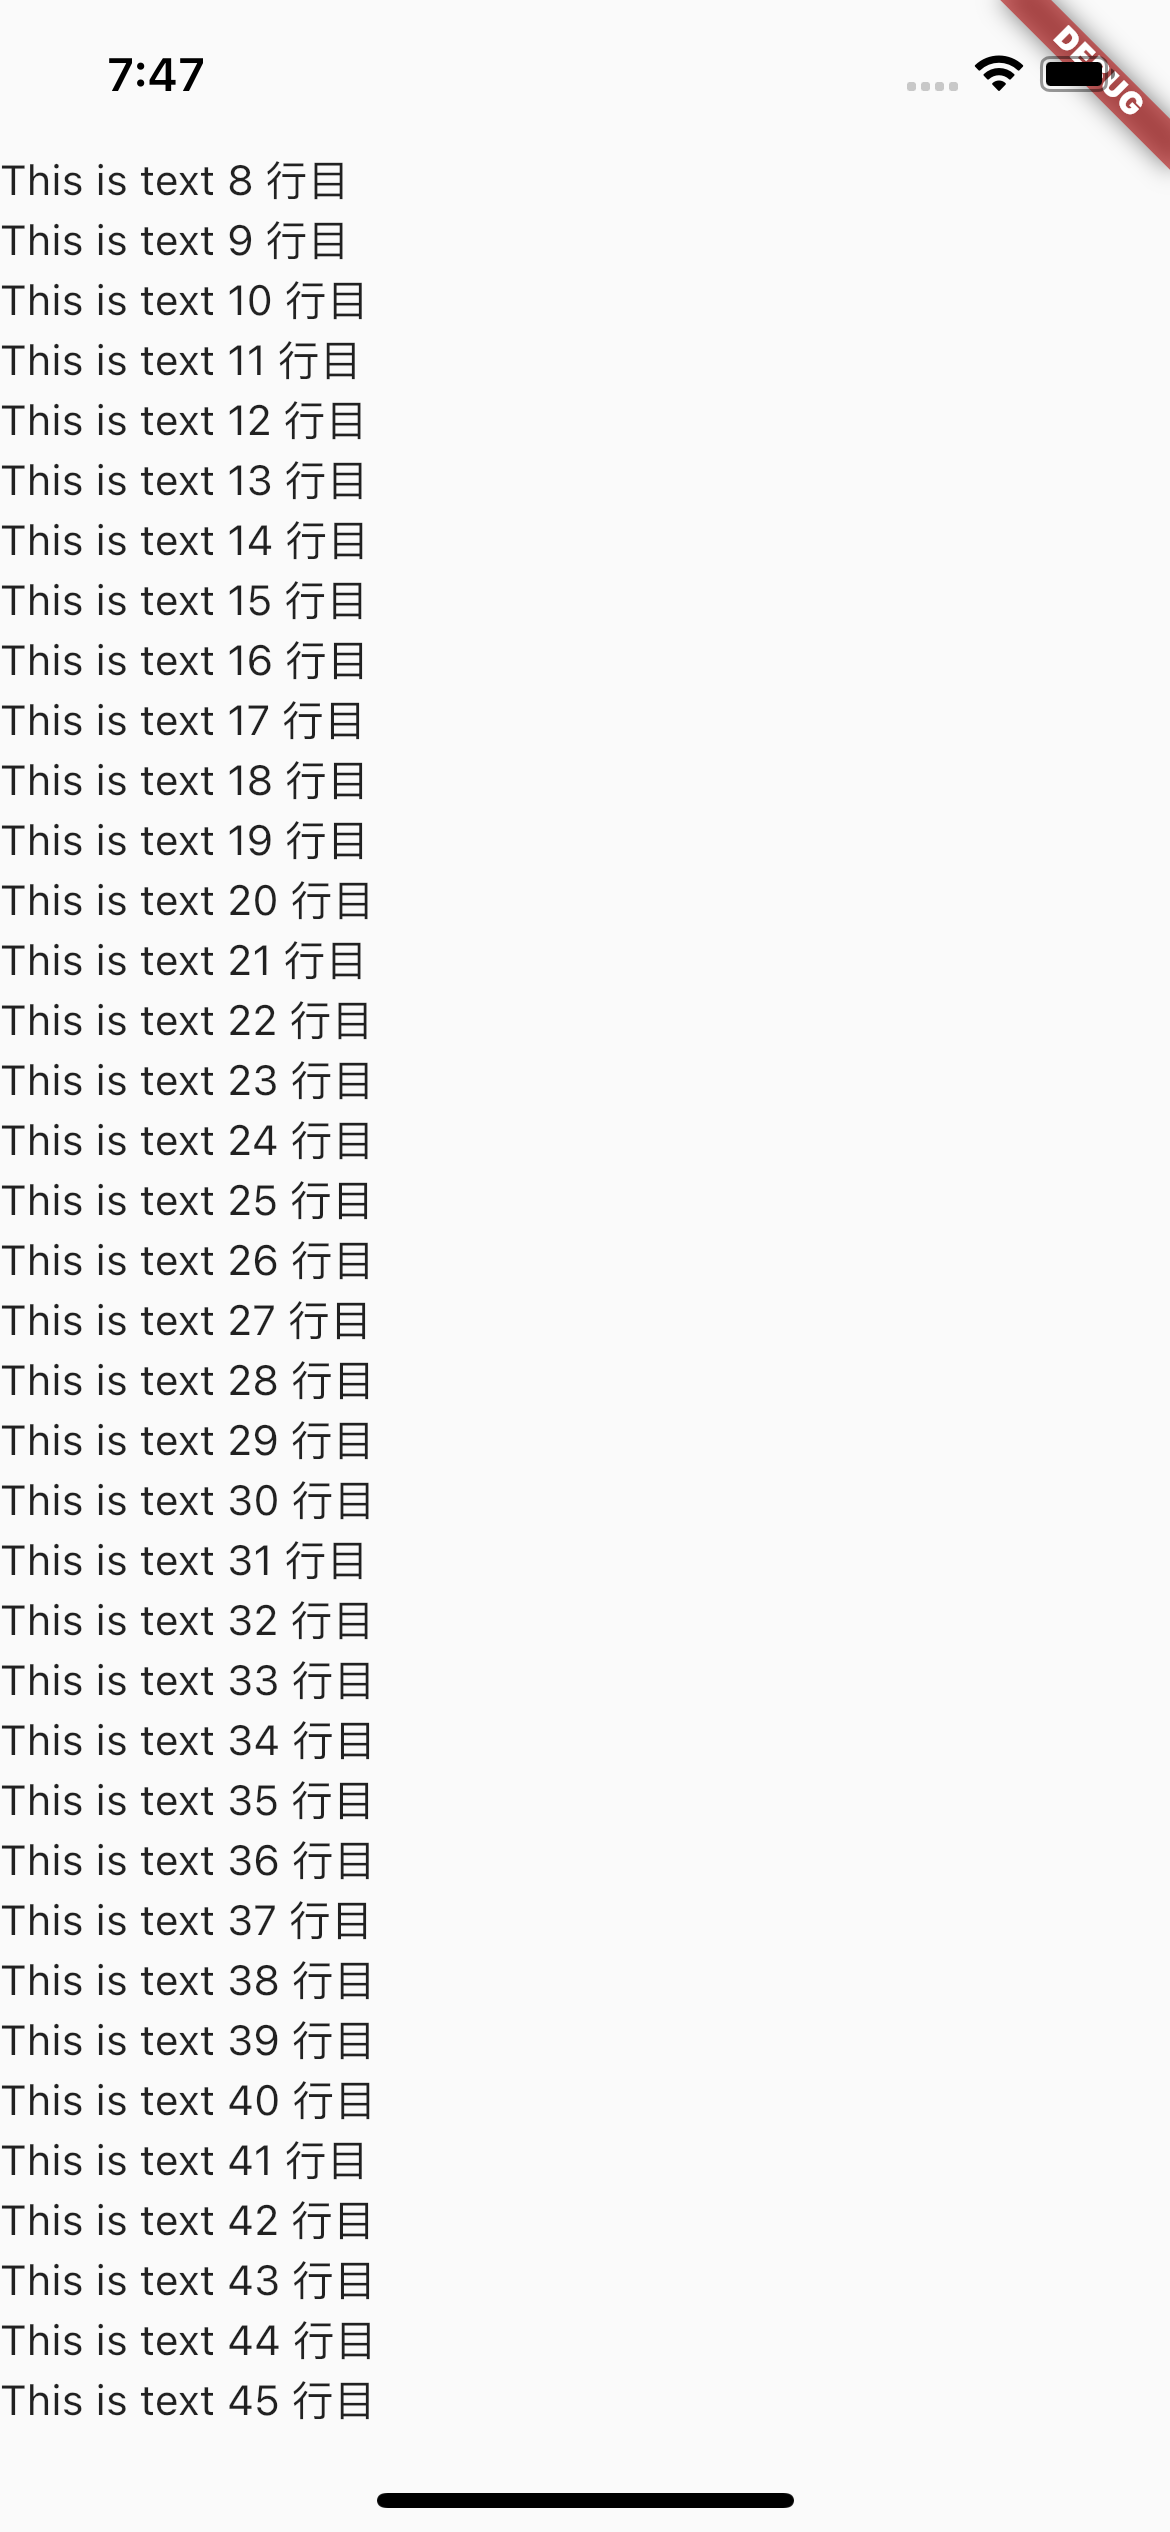 7:47
DEBUG
This is text 8 行目
This is text 9 行目
This is text 10 行目
This is text 11 行目
This is text 12 行目
This is text 13 行目
This is text 14 行目
This is text 15 行目
This is text 16 行目
This is text 17 行目
This is text 18 行目
This is text 19 行目
This is text 20 行目
This is text 21 行目
This is text 22 行目
This is text 23 行目
This is text 24 行目
This is text 25 行目
This is text 26 行目
This is text 27 行目
This is text 28 行目
This is text 29 行目
This is text 30 行目
This is text 31 行目
This is text 32 行目
This is text 33 行目
This is text 34 行目
This is text 35 行目
This is text 36 行目
This is text 37 行目
This is text 38 行目
This is text 39 行目
This is text 40 行目
This is text 41 行目
This is text 42 行目
This is text 43 行目
This is text 44 行目
This is text 45 行目